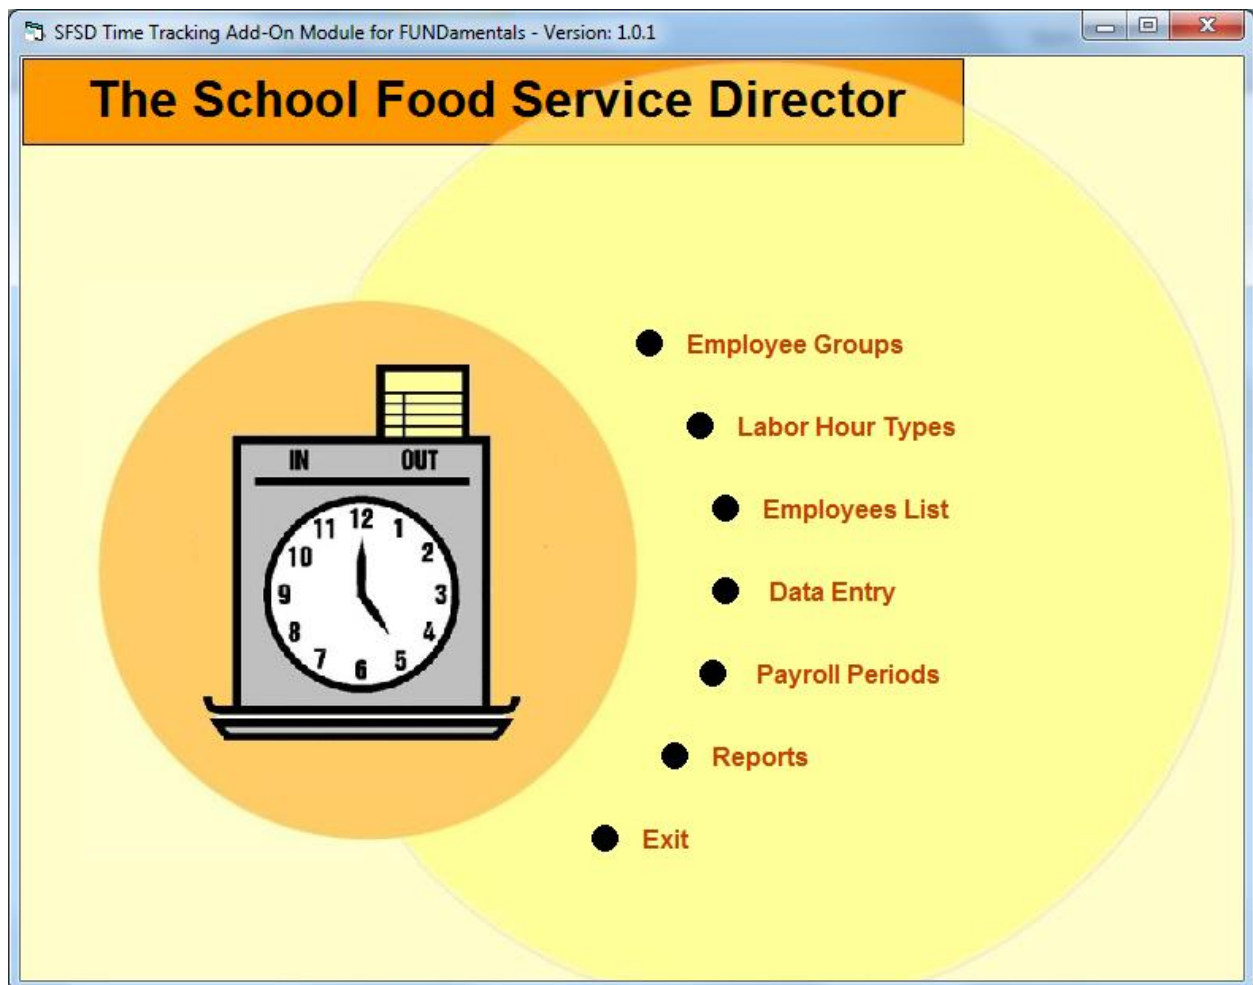 SFSD Time Tracking Add-On Module for FUNDamentals - Version: 1.0.1
The School Food Service Director
Employee Groups
Labor Hour Types
Employees List
Data Entry
Payroll Periods
Reports
Exit
IN OUT
12
11 1
10 2
9 3
8 4
7 5
6